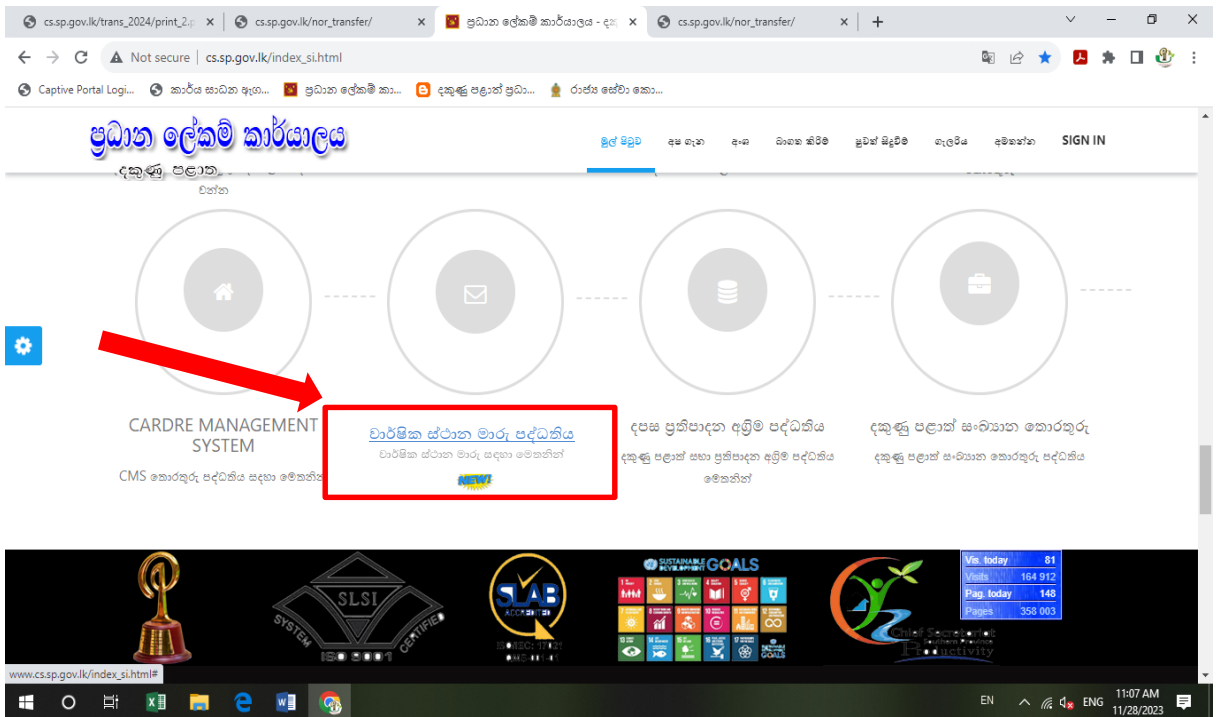 cs.sp.gov.lk/trans_2024/print_2.p
cs.sp.gov.lk/nor_transfer/
ප්‍රධාන ලේකම් කාර්යාලය - දකු
cs.sp.gov.lk/nor_transfer/
Not secure | cs.sp.gov.lk/index_si.html
Captive Portal Logi...
කාර්ය සාධන ඇග...
ප්‍රධාන ලේකම් කා...
දකුණු පළාත් ප්‍රධා...
රාජ්‍ය සේවා කො...
ප්‍රධාන ලේකම් කාර්යාලය
දකුණු පළාත
මුල් පිටුව
අප ගැන
අංශ
බාගත කිරීම්
පුවත් සිදුවීම්
ගැලරිය
අමතන්න
SIGN IN
වන්න
CARDRE MANAGEMENT
SYSTEM
CMS තොරතුරු පද්ධතිය සඳහා මෙතනින්
වාර්ෂික ස්ථාන මාරු පද්ධතිය
වාර්ෂික ස්ථාන මාරු සඳහා මෙතනින්
NEW!
දපස ප්‍රතිපාදන අග්‍රිම පද්ධතිය
දකුණු පළාත් සභා ප්‍රතිපාදන අග්‍රිම පද්ධතිය
මෙතනින්
දකුණු පළාත් සංඛ්‍යාන තොරතුරු
දකුණු පළාත් සංඛ්‍යාන තොරතුරු පද්ධතිය
SLSI
SYSTEM CERTIFIED
ISO 9001
SLAB
ACCREDITED
SUSTAINABLE DEVELOPMENT GOALS
Chief Secretariat
Southern Province
Productivity
Vis. today 81
Visits 164 912
Pag. today 148
Pages 358 003
www.cs.sp.gov.lk/index_si.html#
EN
ENG
11:07 AM
11/28/2023